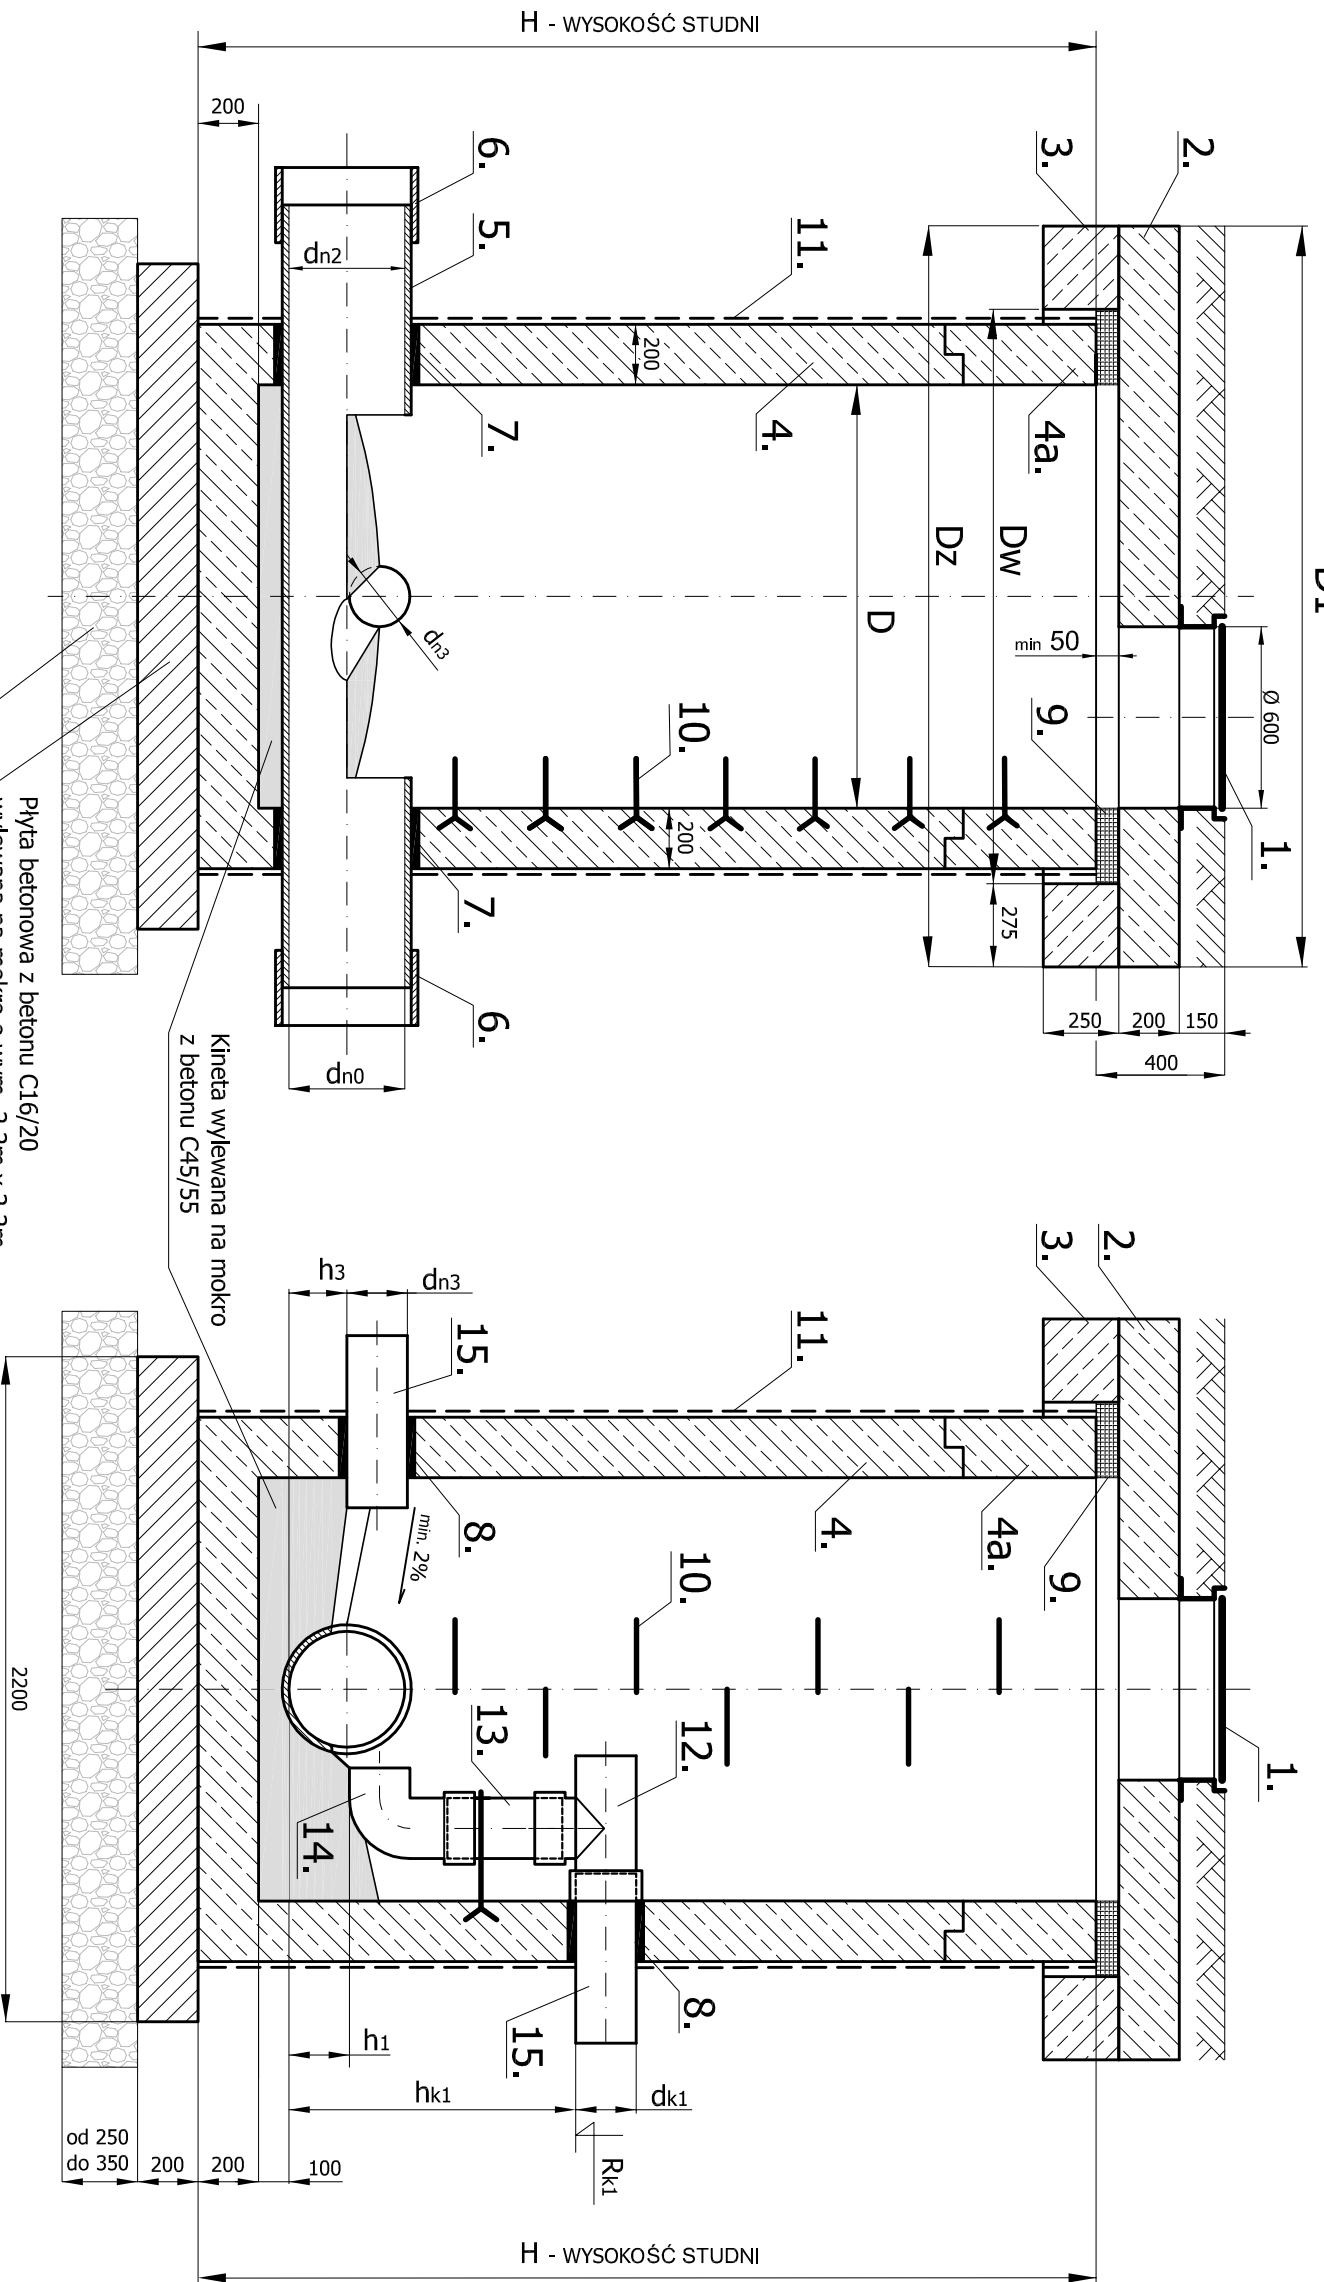 H - WYSOKOŚĆ STUDNI
200
6.
5.
dn2
11.
3.
2.
200
7.
4.
4a.
Dw
Dz
D
dn3
min 50
Ø 600
10.
9.
1.
200
7.
275
6.
dn0
250
200
150
400
Płyta betonowa z betonu C16/20
Kineta wylewana na mokro
z betonu C45/55
3.
2.
h3
dn3
15.
11.
8.
min. 2%
4.
4a.
9.
10.
13.
12.
14.
1.
2200
8.
15.
h1
hk1
dk1
Rk1
od 250
do 350
200
200
100
H - WYSOKOŚĆ STUDNI